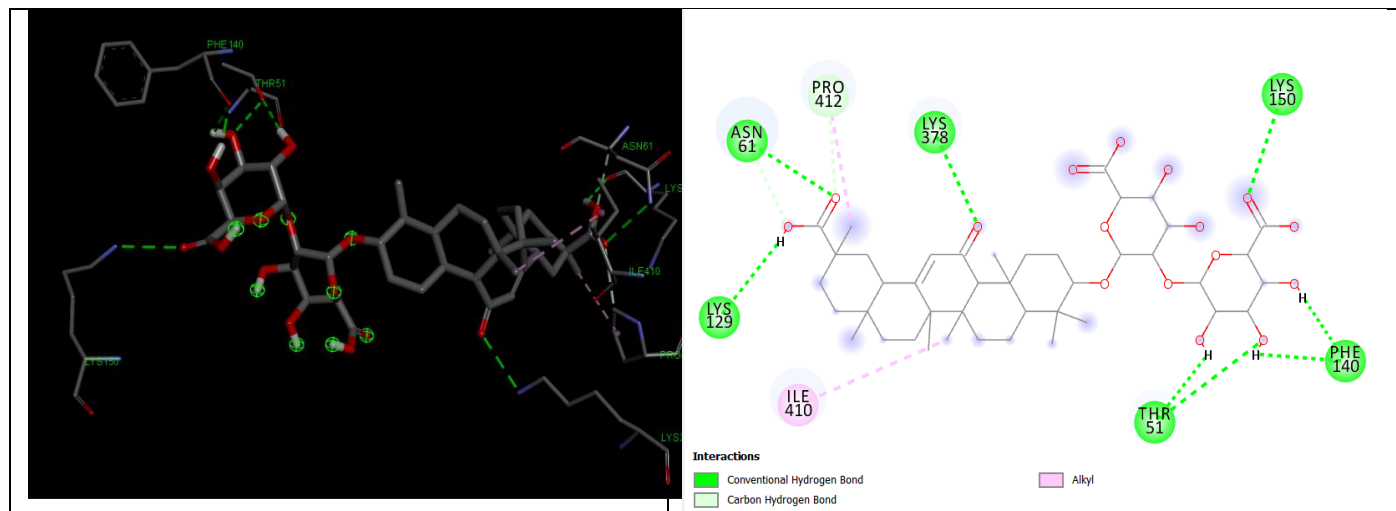 PHE140
THR51
ASN61
LYS
ILE410
LYS150
PRO
LYS3
PRO
412
LYS
150
ASN
61
LYS
378
O
O
O
O
H
O
O
O
O
O
O
O
O
O
O
O
H
LYS
129
O
O
H
H
PHE
140
ILE
410
THR
51
Interactions
Conventional Hydrogen Bond
Alkyl
Carbon Hydrogen Bond